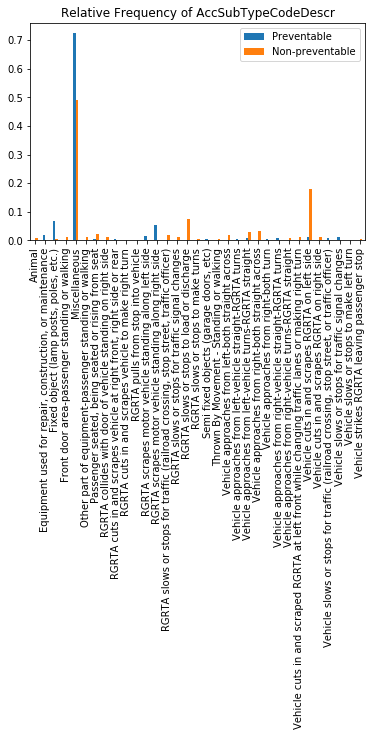 Relative Frequency of AccSubTypeCodeDescr
Preventable
Non-preventable
0.7
0.6
0.5
0.4
0.3
0.2
0.1
0.0
Animal
Equipment used for repair, construction, or maintenance
Fixed object (lamp posts, poles, etc.)
Front door area-passenger standing or walking
Miscellaneous
Other part of equipment-passenger standing or walking
Passenger seated, being seated or rising from seat
RGRTA collides with door of vehicle standing on right side
RGRTA cuts in and scrapes vehicle at right front, right side or rear
RGRTA cuts in and scrapes vehicle to make right turn
RGRTA pulls from stop into vehicle
RGRTA scrapes motor vehicle standing along left side
RGRTA scrapes motor vehicle standing along right side
RGRTA slows or stops for traffic (railroad crossing, stop street, traffic officer)
RGRTA slows or stops for traffic signal changes
RGRTA slows or stops to load or discharge
RGRTA slows or stops to make turns
Semi fixed objects (garage doors, etc)
Thrown By Movement - Standing or walking
Vehicle approaches from left-both straight across
Vehicle approaches from left-vehicle straight-RGRTA turns
Vehicle approaches from left-vehicle turns-RGRTA straight
Vehicle approaches from right-both straight across
Vehicle approaches from right-both turn
Vehicle approaches from right-vehicle straight-RGRTA turns
Vehicle approaches from right-vehicle turns-RGRTA straight
Vehicle cuts in and scraped RGRTA at left front while changing traffic lanes or making right turn
Vehicle cuts in and scrapes RGRTA on left side
Vehicle cuts in and scrapes RGRTA on right side
Vehicle slows or stops for traffic (railroad crossing, stop street, or traffic officer)
Vehicle slows or stops for traffic signal changes
Vehicle slows or stops to make left turn
Vehicle strikes RGRTA leaving passenger stop